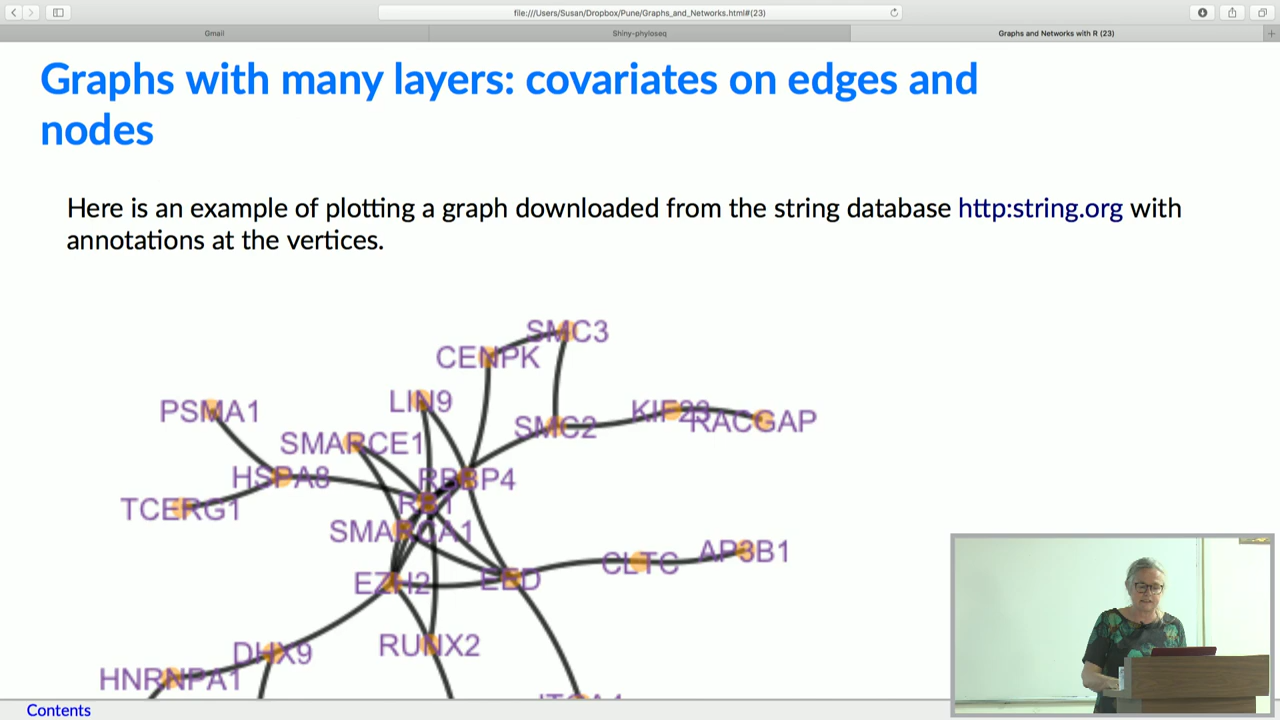 file:///Users/Susan/Dropbox/Pune/Graphs_and_Networks.html#(23)
Gmail
Shiny-phyloseq
Graphs and Networks with R (23)
Graphs with many layers: covariates on edges and
nodes
Here is an example of plotting a graph downloaded from the string database http:string.org with
annotations at the vertices.
SMC3
CENPK
LIN9
PSMA1
KIF23
RACGAP
SMC2
SMARCE1
HSPA8
RBBP4
RB1
TCERG1
SMARCA1
AP3B1
CLTC
EZH2
EED
RUNX2
DHX9
HNRNPA1
Contents